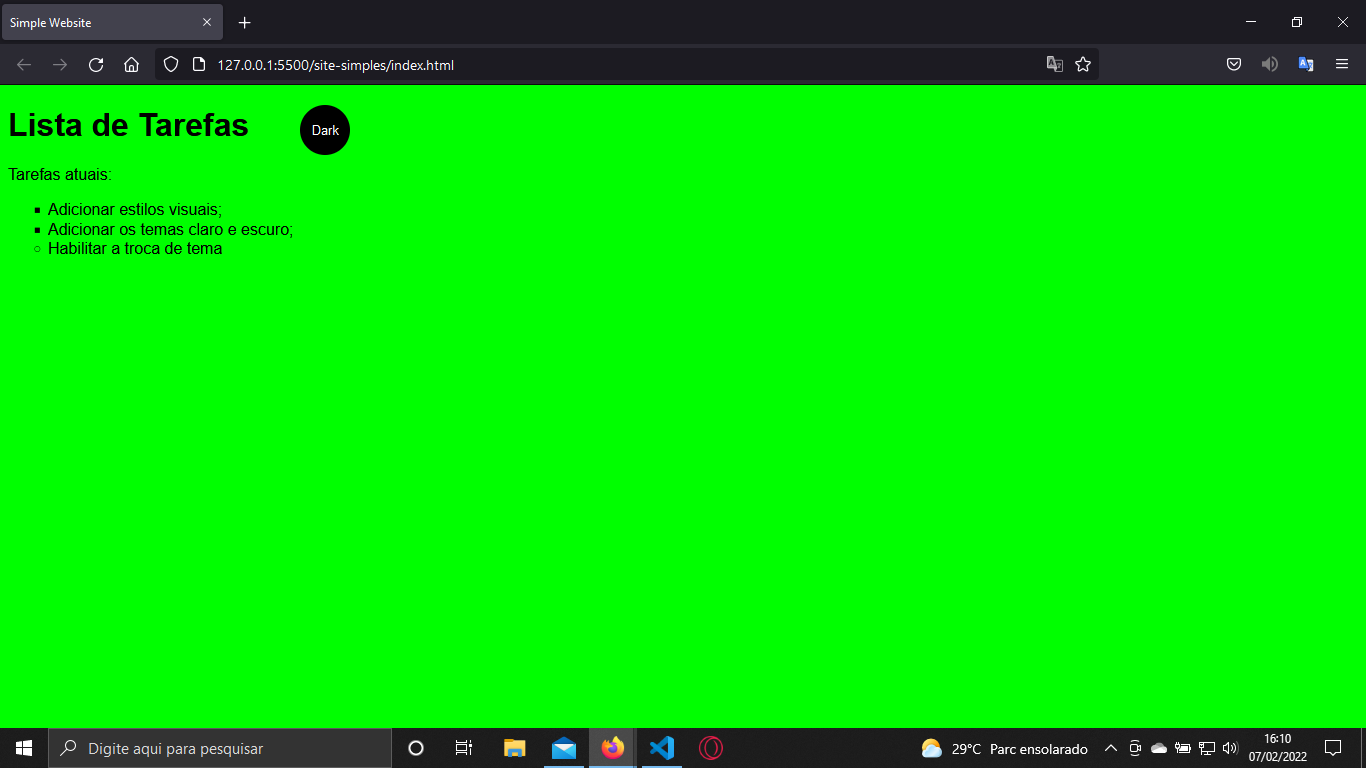 Simple Website
127.0.0.1:5500/site-simples/index.html
Lista de Tarefas
Dark
Tarefas atuais:
Adicionar estilos visuais;
Adicionar os temas claro e escuro;
Habilitar a troca de tema
Digite aqui para pesquisar
29°C Parc ensolarado
16:10
07/02/2022